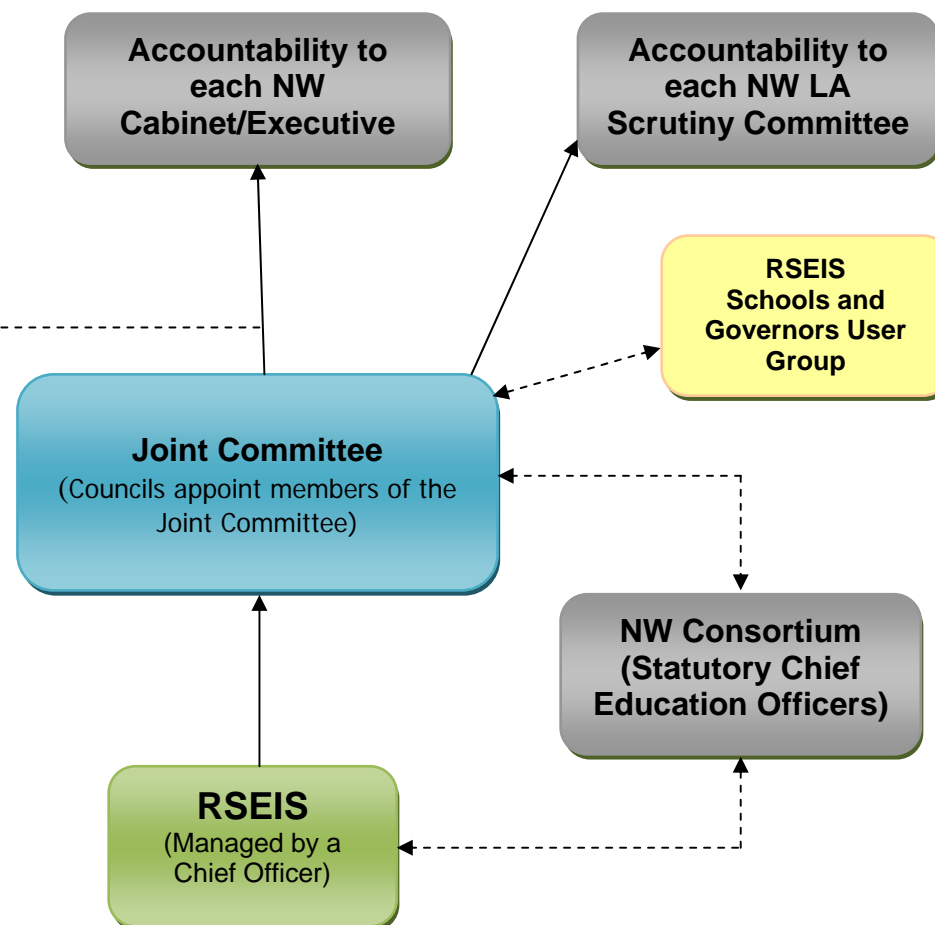 Accountability to
each NW
Cabinet/Executive
Accountability to
each NW LA
Scrutiny Committee
RSEIS
Schools and
Governors User
Group
Joint Committee
(Councils appoint members of the
Joint Committee)
NW Consortium
(Statutory Chief
Education Officers)
RSEIS
(Managed by a
Chief Officer)